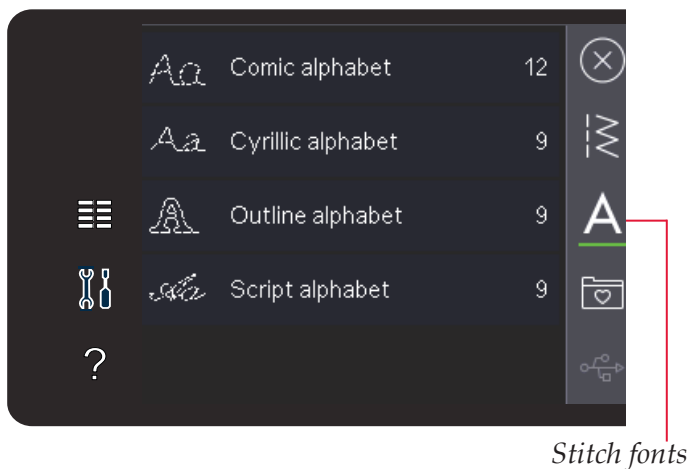 Aa Comic alphabet 12
Aa Cyrillic alphabet 9
A Outline alphabet 9
Script alphabet 9
A
?
Stitch fonts